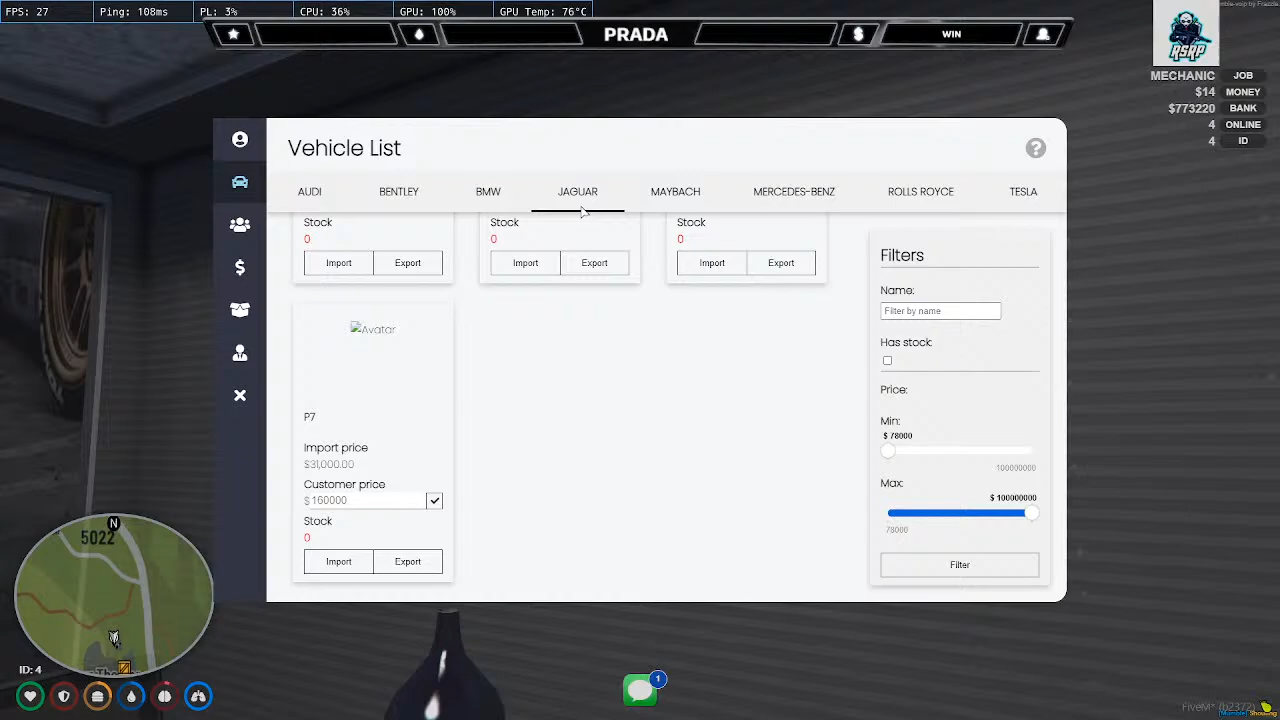 FPS: 27 Ping: 108ms PL: 3% CPU: 36% GPU: 100% GPU Temp: 76°C
PRADA
WIN
RSRP
MECHANIC JOB
$14 MONEY
$773220 BANK
4 ONLINE
4 ID
Vehicle List
?
AUDI BENTLEY BMW JAGUAR MAYBACH MERCEDES-BENZ ROLLS ROYCE TESLA
Stock Stock Stock
0 0 0
Import Export Import Export Import Export
Avatar
P7
Import price
$31,000.00
Customer price
$ 160000
Stock
0
Import Export
Filters
Name:
Filter by name
Has stock:
Price:
Min:
$ 78000
100000000
Max:
$ 100000000
78000
Filter
N
5022
ID: 4
1
FiveM* (b2372)